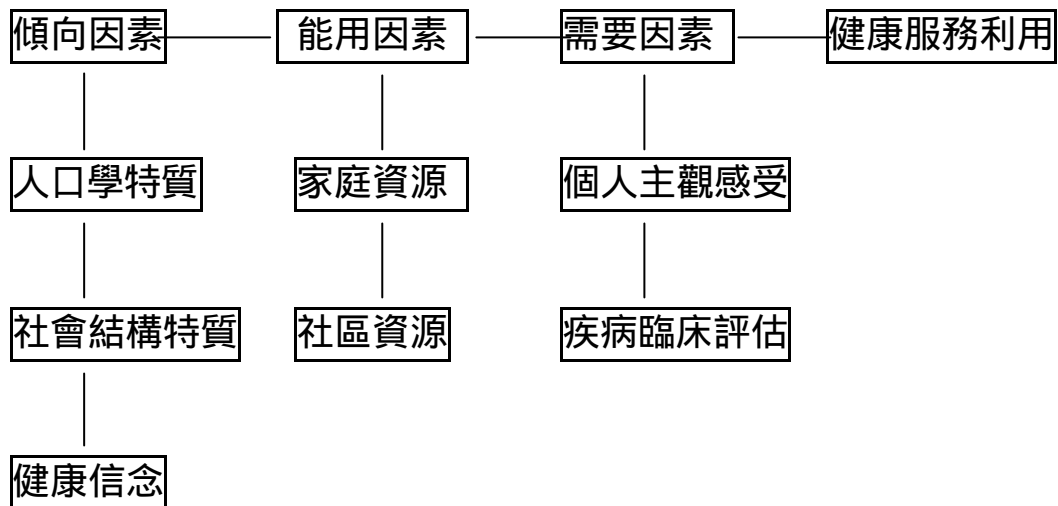 傾向因素 能用因素 需要因素 健康服務利用
人口學特質 家庭資源 個人主觀感受
社會結構特質 社區資源 疾病臨床評估
健康信念